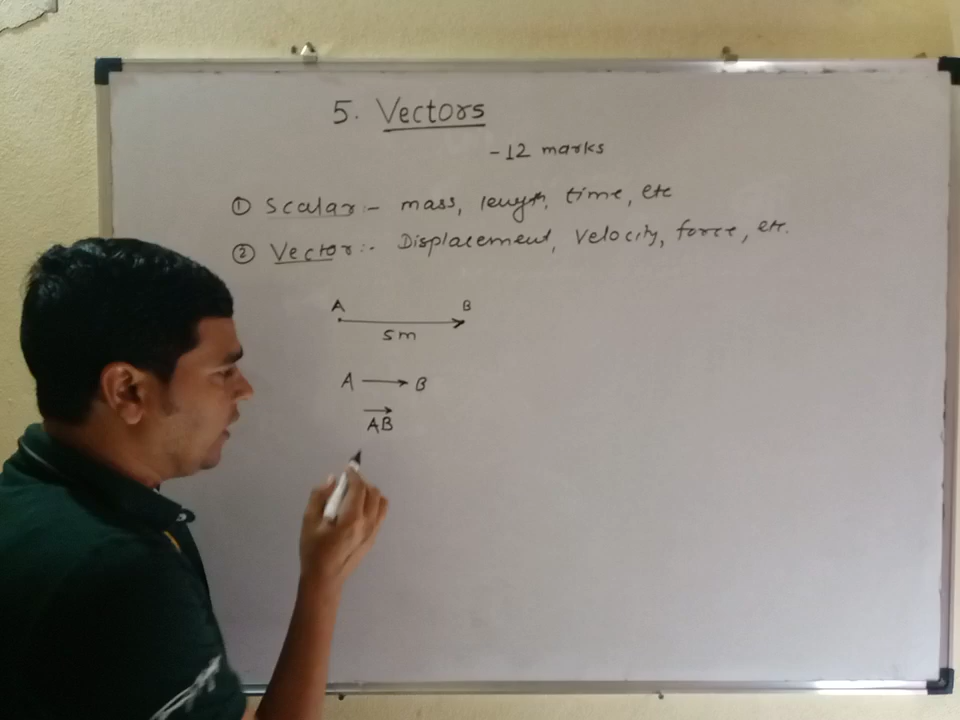 5. Vectors
- 12 marks
① Scalar :- mass, length, time, etc
② Vector :- Displacement, Velocity, force, etc.
A B
5m
A → B
→
AB